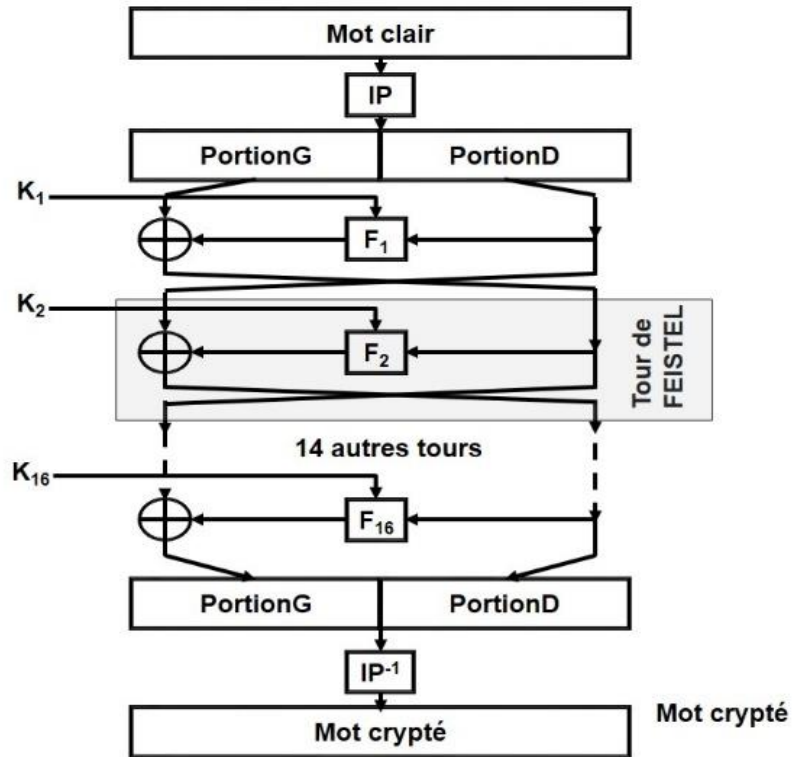 Mot clair
IP
PortionG PortionD
K₁
F₁
K₂
F₂
Tour de
FEISTEL
14 autres tours
K₁₆
F₁₆
PortionG PortionD
IP⁻¹
Mot crypté
Mot crypté